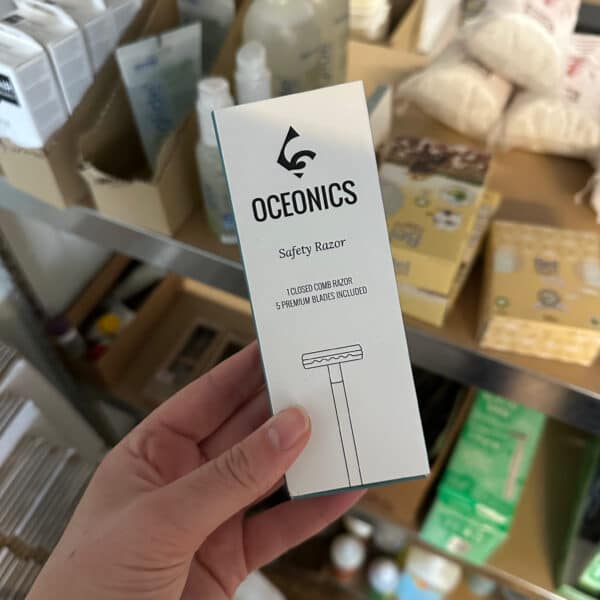 OCEONICS
Safety Razor
1 CLOSED COMB RAZOR
5 PREMIUM BLADES INCLUDED